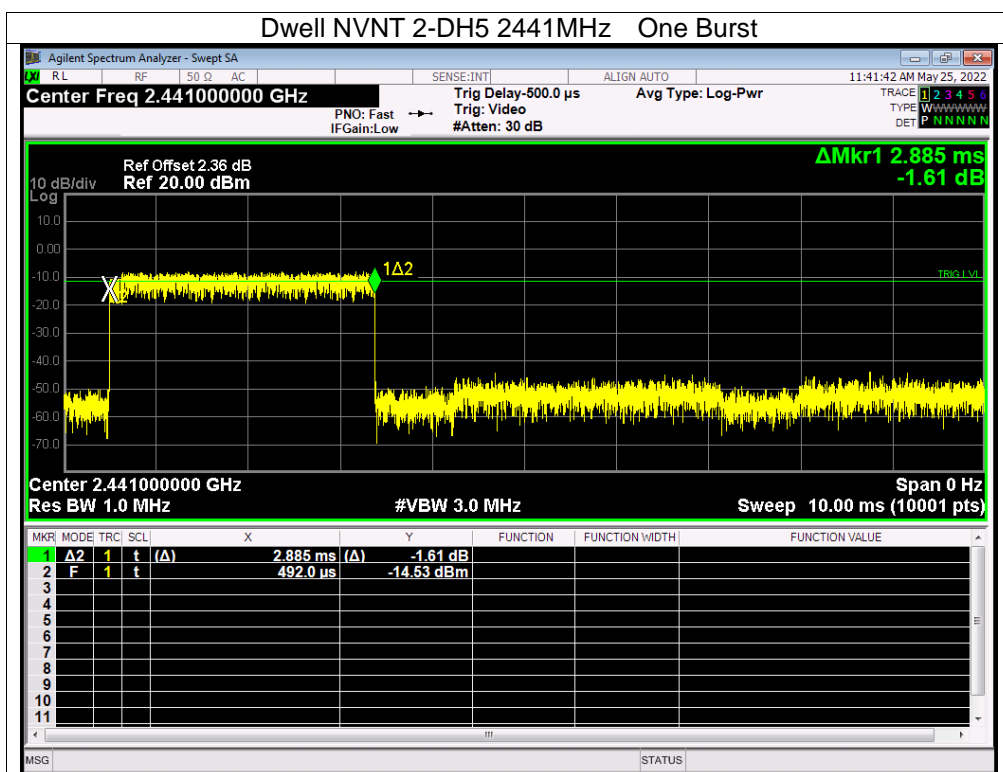 Dwell NVNT 2-DH5 2441MHz One Burst
Agilent Spectrum Analyzer - Swept SA
LXI RL RF 50 Ω AC SENSE:INT ALIGN AUTO 11:41:42 AM May 25, 2022
Center Freq 2.441000000 GHz
PNO: Fast
IFGain:Low
Trig Delay-500.0 µs
Trig: Video
#Atten: 30 dB
Avg Type: Log-Pwr
TRACE 1 2 3 4 5 6
TYPE WWWWWW
DET P N N N N N
ΔMkr1 2.885 ms
-1.61 dB
Ref Offset 2.36 dB
10 dB/div Ref 20.00 dBm
Log
10.0
0.00
-10.0
-20.0
-30.0
-40.0
-50.0
-60.0
-70.0
1Δ2
TRIG LVL
Center 2.441000000 GHz Span 0 Hz
Res BW 1.0 MHz #VBW 3.0 MHz Sweep 10.00 ms (10001 pts)
MKR MODE TRC SCL X Y FUNCTION FUNCTION WIDTH FUNCTION VALUE
1 Δ2 1 t (Δ) 2.885 ms (Δ) -1.61 dB
2 F 1 t 492.0 µs -14.53 dBm
3
4
5
6
7
8
9
10
11
MSG STATUS